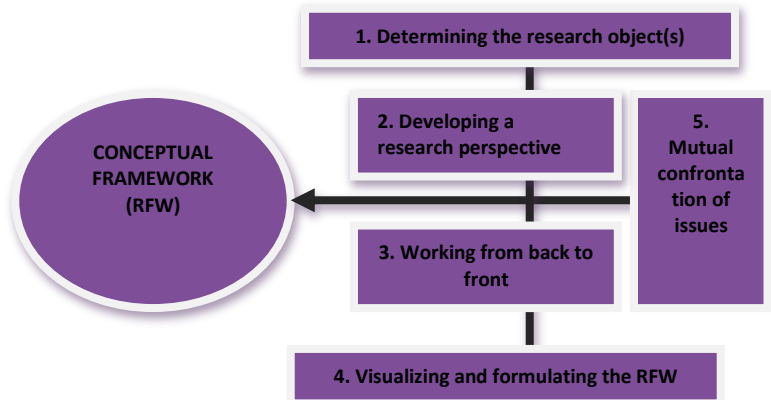 1. Determining the research object(s)
2. Developing a
research perspective
5.
Mutual
confronta
tion of
issues
CONCEPTUAL
FRAMEWORK
(RFW)
3. Working from back to
front
4. Visualizing and formulating the RFW